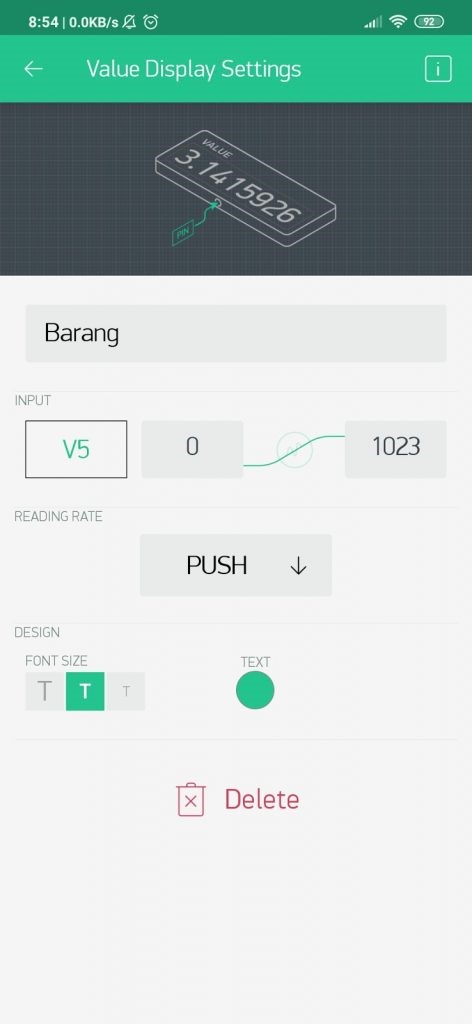 8:54 | 0.0KB/s
92
Value Display Settings
i
VALUE
3.1415926
PIN
Barang
INPUT
V5
0
1023
READING RATE
PUSH
DESIGN
FONT SIZE
TEXT
T T T
Delete